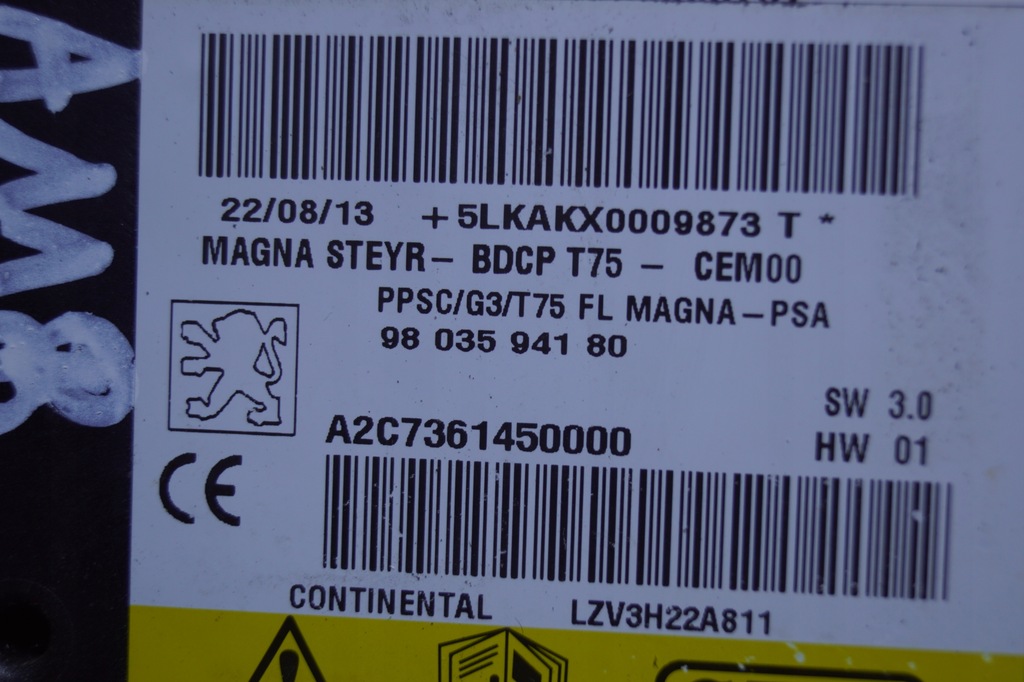 22/08/13 +5LKAKX0009873 T *
MAGNA STEYR- BDCP T75 - CEM00
PPSC/G3/T75 FL MAGNA-PSA
98 035 941 80
SW 3.0
A2C7361450000
HW 01
CE
CONTINENTAL LZV3H22A811
AM8